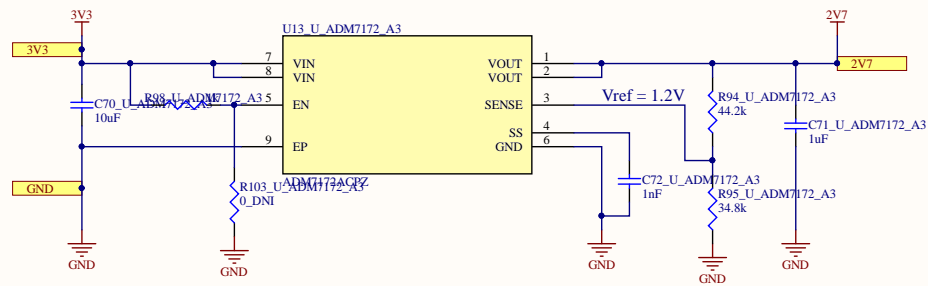 3V3
2V7
U13_U_ADM7172_A3
3V3
2V7
7
VIN
VOUT
1
8
VIN
VOUT
2
C70_U_ADM7172_A3
10uF
R98_U_ADM7172_A3
5
EN
SENSE
3
Vref = 1.2V
R94_U_ADM7172_A3
44.2k
C71_U_ADM7172_A3
1uF
SS
4
9
EP
GND
6
ADM7172ACPZ
GND
R103_U_ADM7172_A3
0_DNI
C72_U_ADM7172_A3
1nF
R95_U_ADM7172_A3
34.8k
GND
GND
GND
GND
GND